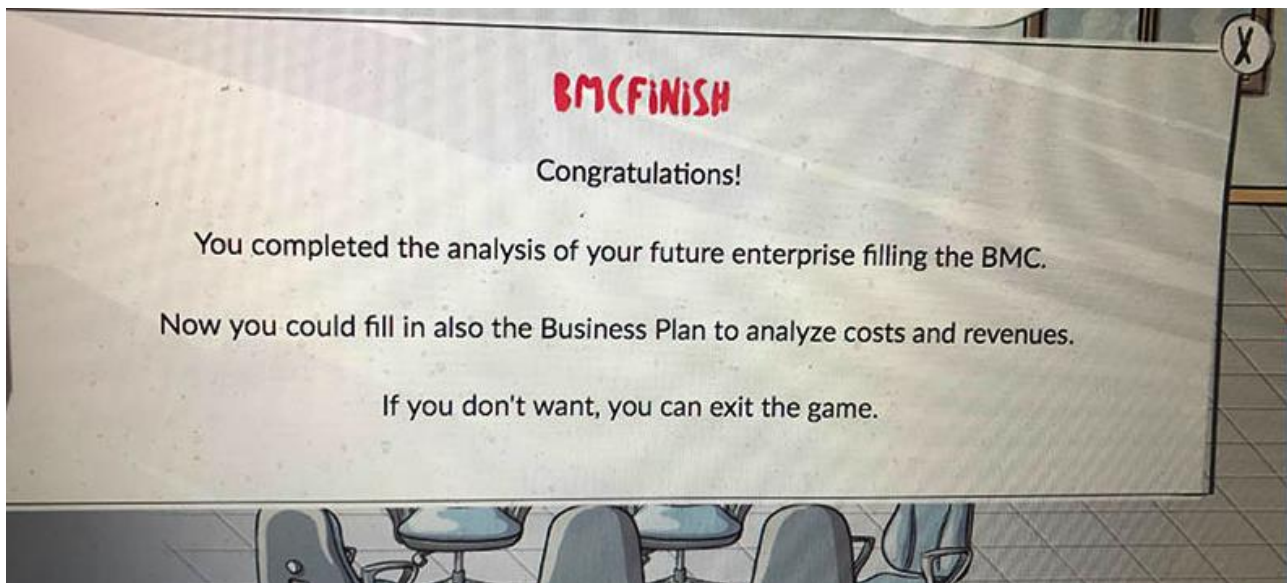 BMCFINISH
Congratulations!
You completed the analysis of your future enterprise filling the BMC.
Now you could fill in also the Business Plan to analyze costs and revenues.
If you don't want, you can exit the game.
X